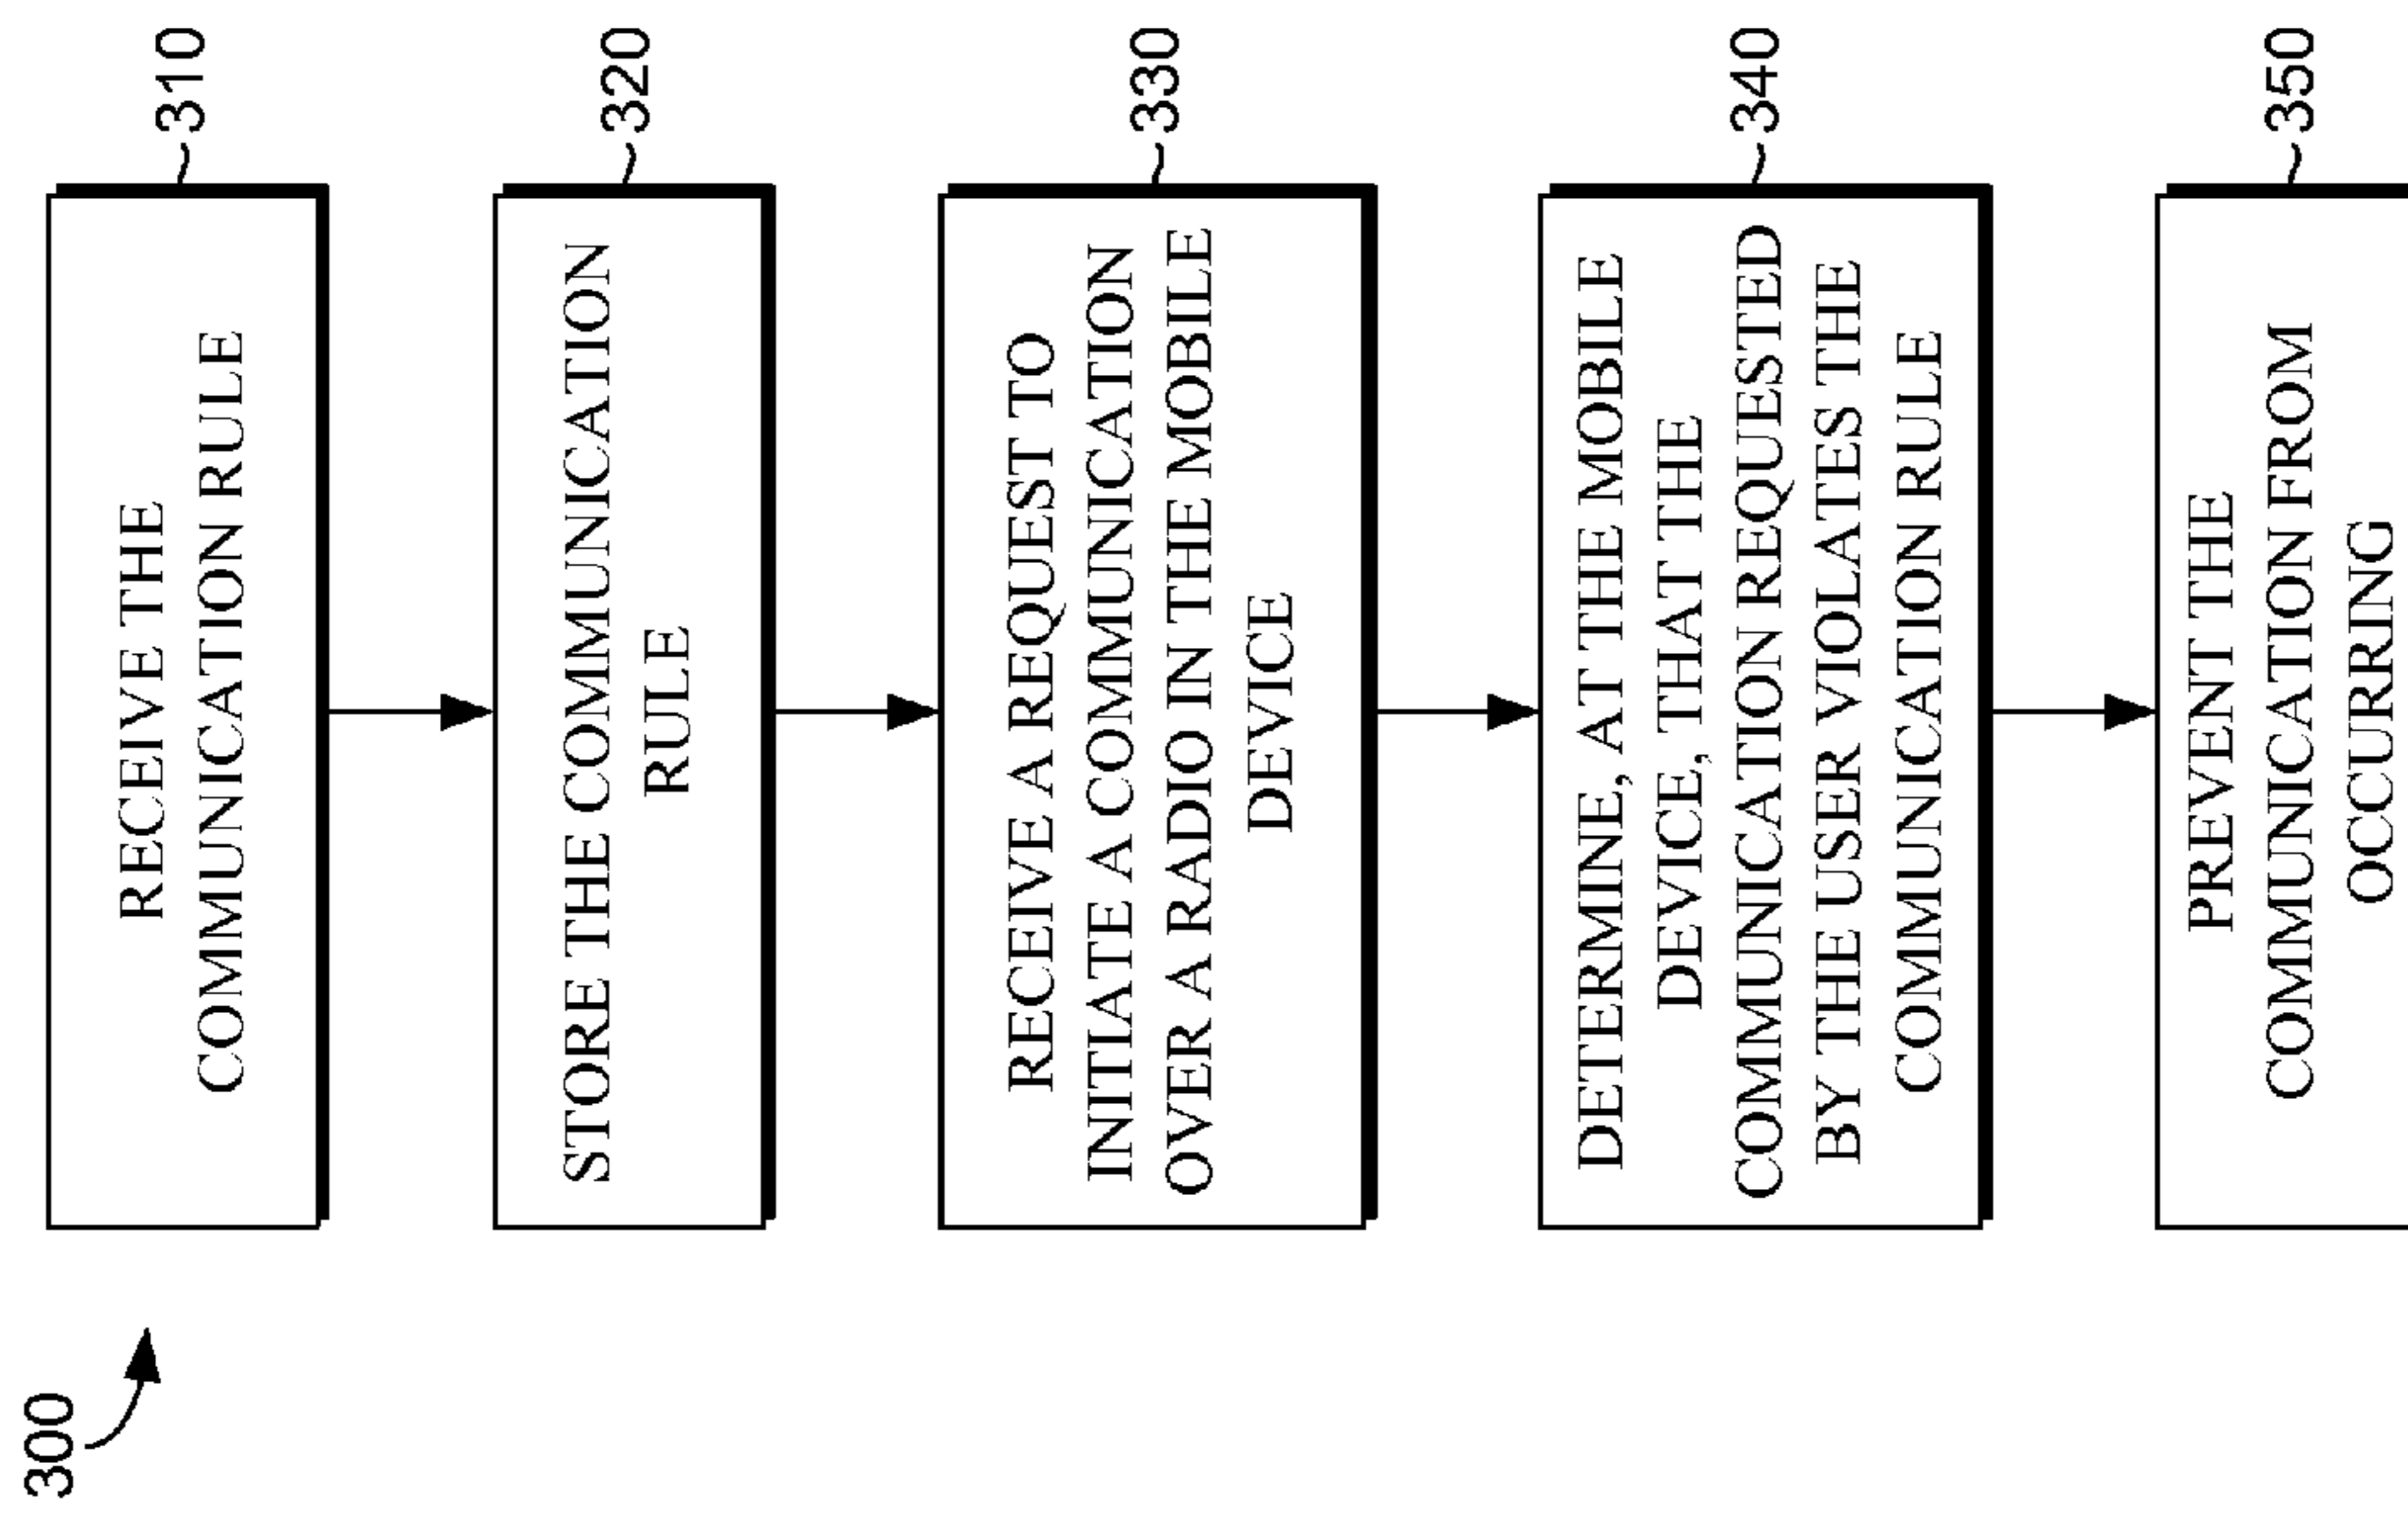 300
RECEIVE THE
COMMUNICATION RULE
310
STORE THE COMMUNICATION
RULE
320
RECEIVE A REQUEST TO
INITIATE A COMMUNICATION
OVER A RADIO IN THE MOBILE
DEVICE
330
DETERMINE, AT THE MOBILE
DEVICE, THAT THE
COMMUNICATION REQUESTED
BY THE USER VIOLATES THE
COMMUNICATION RULE
340
PREVENT THE
COMMUNICATION FROM
OCCURRING
350